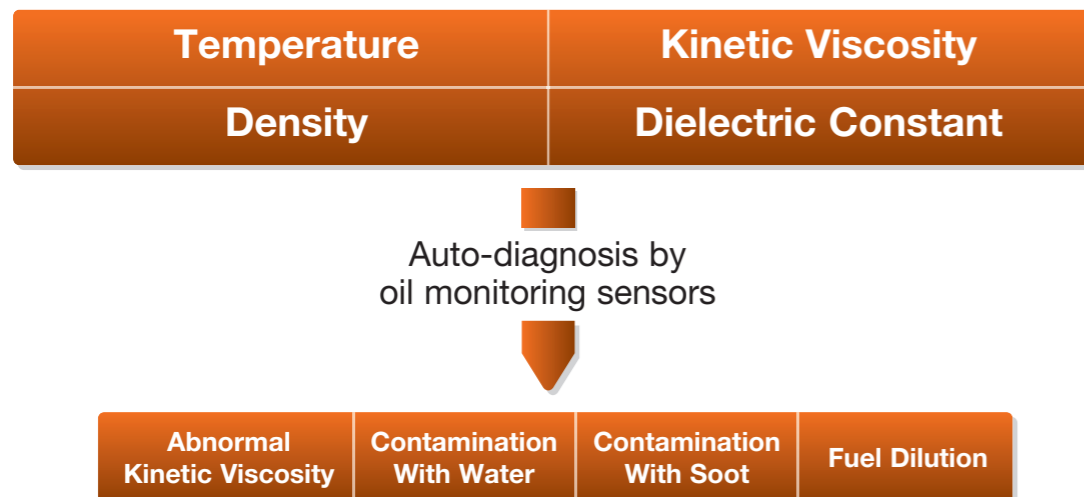 Temperature
Kinetic Viscosity
Density
Dielectric Constant
Auto-diagnosis by
oil monitoring sensors
Abnormal
Kinetic Viscosity
Contamination
With Water
Contamination
With Soot
Fuel Dilution